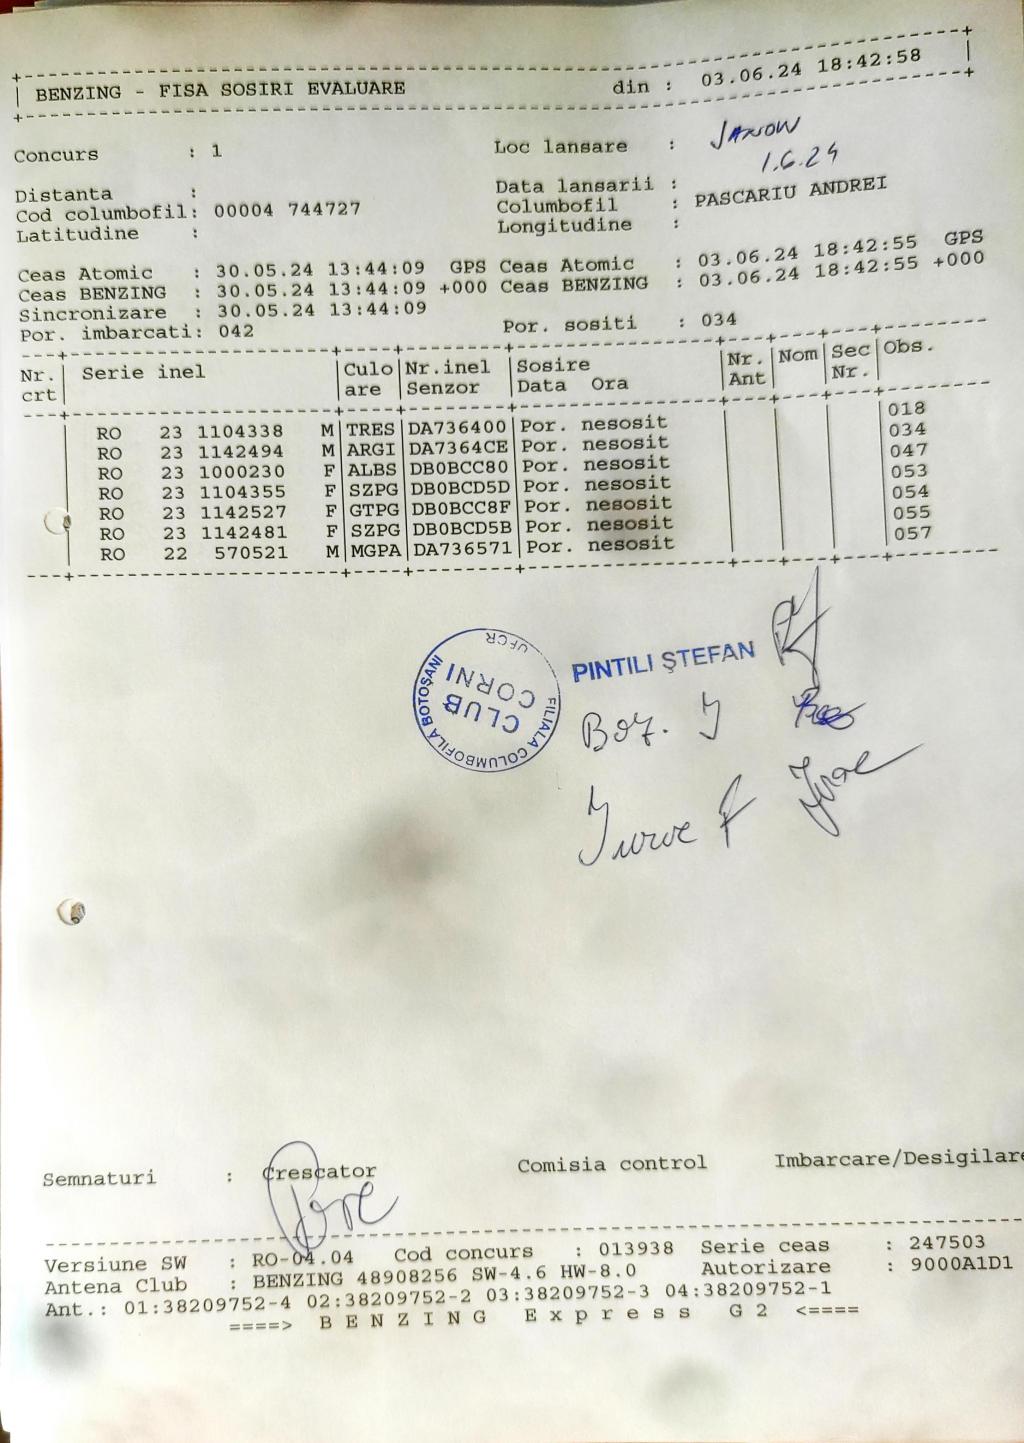 BENZING - FISA SOSIRI EVALUARE din : 03.06.24 18:42:58
Concurs : 1 Loc lansare : JANOW
Distanta : Data lansarii : 1.6.24
Cod columbofil: 00004 744727 Columbofil : PASCARIU ANDREI
Latitudine : Longitudine :
Ceas Atomic : 30.05.24 13:44:09 GPS Ceas Atomic : 03.06.24 18:42:55 GPS
Ceas BENZING : 30.05.24 13:44:09 +000 Ceas BENZING : 03.06.24 18:42:55 +000
Sincronizare : 30.05.24 13:44:09
Por. imbarcati: 042 Por. sositi : 034
Nr. Serie inel Culo Nr.inel Sosire Nr. Nom Sec Obs.
crt are Senzor Data Ora Ant Nr.
RO 23 1104338 M TRES DA736400 Por. nesosit 018
RO 23 1142494 M ARGI DA7364CE Por. nesosit 034
RO 23 1000230 F ALBS DB0BCC80 Por. nesosit 047
RO 23 1104355 F SZPG DB0BCD5D Por. nesosit 053
RO 23 1142527 F GTPG DB0BCC8F Por. nesosit 054
RO 23 1142481 F SZPG DB0BCD5B Por. nesosit 055
RO 22 570521 M MGPA DA736571 Por. nesosit 057
FILIALA COLUMBOFILĂ BOTOŞANI
UFCR
CLUB
CORNI
PINTILI ŞTEFAN
Semnaturi : Crescator Comisia control Imbarcare/Desigilare
Versiune SW : RO-04.04 Cod concurs : 013938 Serie ceas : 247503
Antena Club : BENZING 48908256 SW-4.6 HW-8.0 Autorizare : 9000A1D1
Ant.: 01:38209752-4 02:38209752-2 03:38209752-3 04:38209752-1
====> B E N Z I N G E x p r e s s G 2 <====